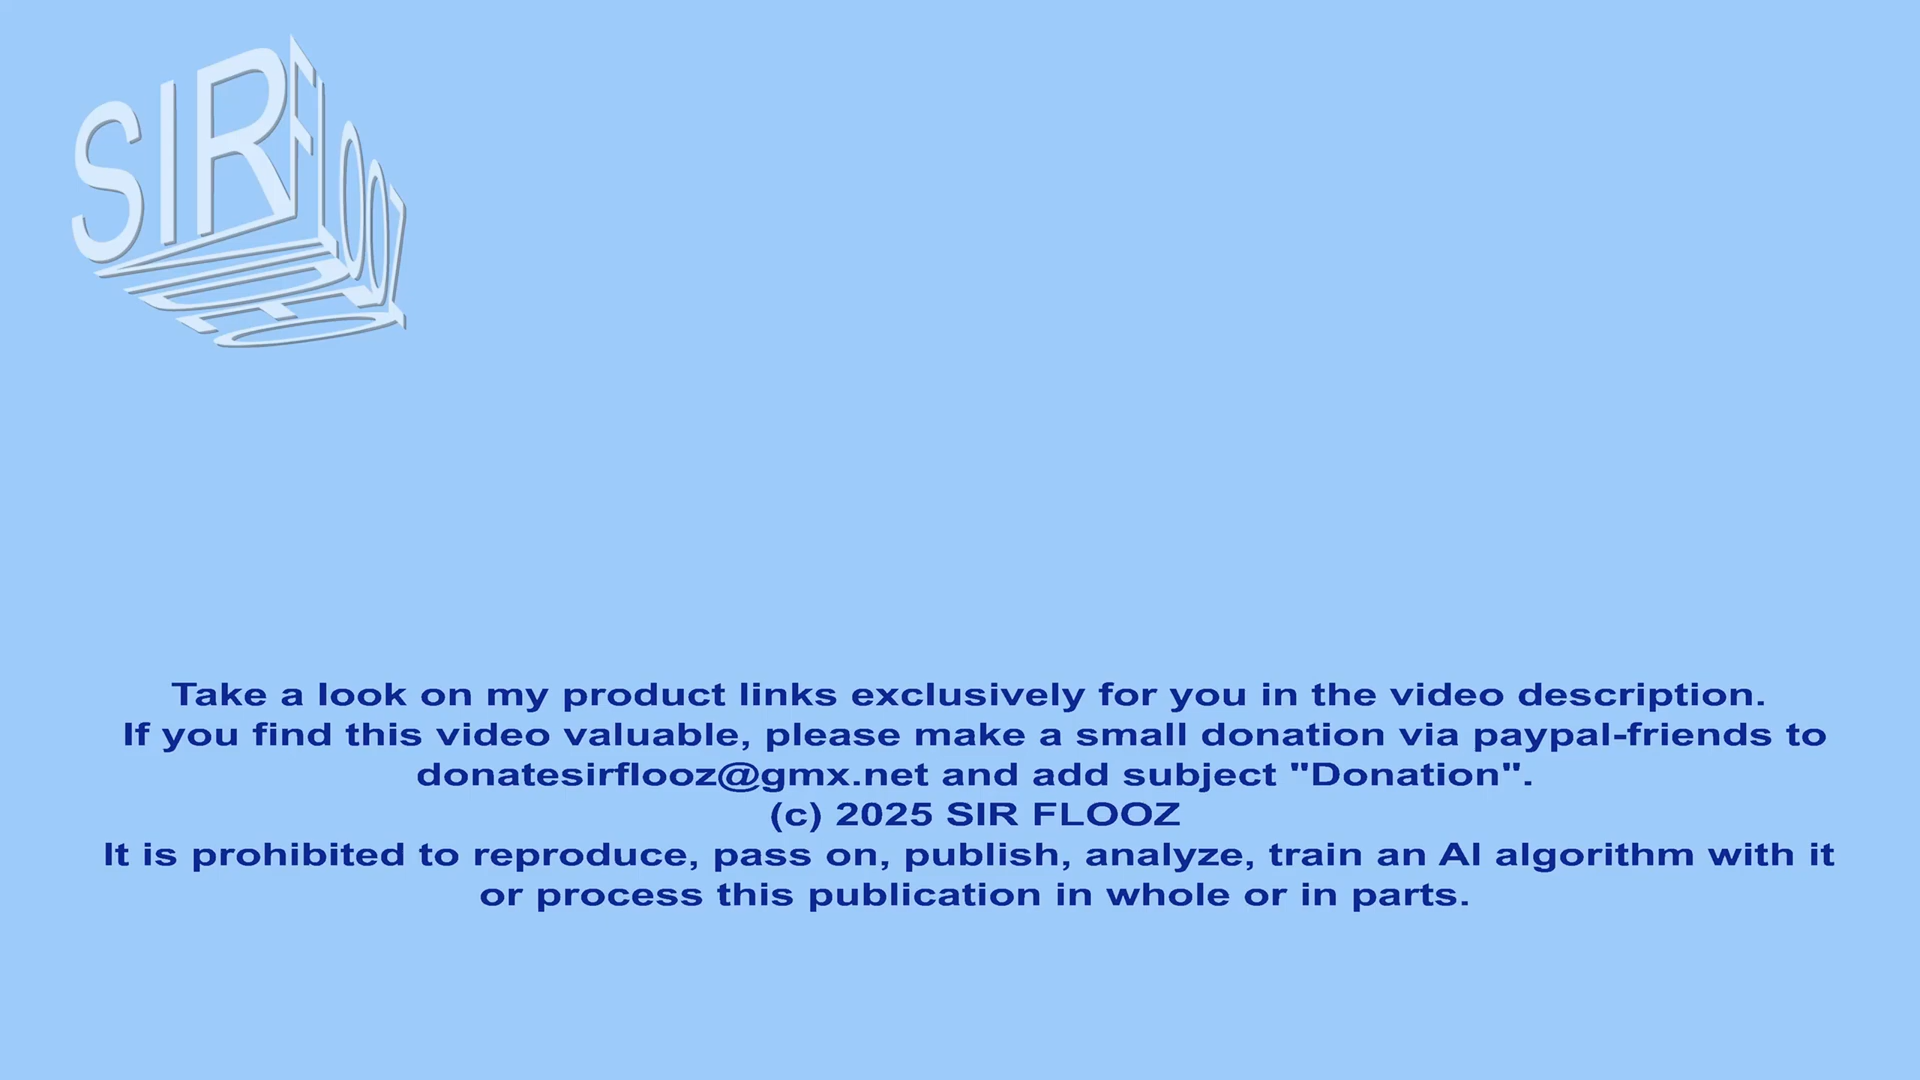 SIR FLOOZ
Take a look on my product links exclusively for you in the video description.
If you find this video valuable, please make a small donation via paypal-friends to
donatesirflooz@gmx.net and add subject "Donation".
(c) 2025 SIR FLOOZ
It is prohibited to reproduce, pass on, publish, analyze, train an AI algorithm with it
or process this publication in whole or in parts.